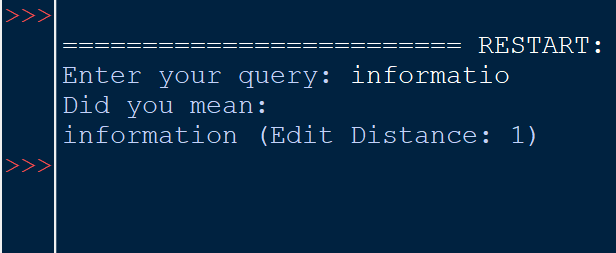 >>>
========================= RESTART:
Enter your query: informatio
Did you mean:
information (Edit Distance: 1)
>>>